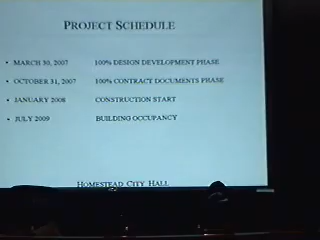 PROJECT SCHEDULE
• MARCH 30, 2007 100% DESIGN DEVELOPMENT PHASE
• OCTOBER 31, 2007 100% CONTRACT DOCUMENTS PHASE
• JANUARY 2008 CONSTRUCTION START
• JULY 2009 BUILDING OCCUPANCY
HOMESTEAD CITY HALL